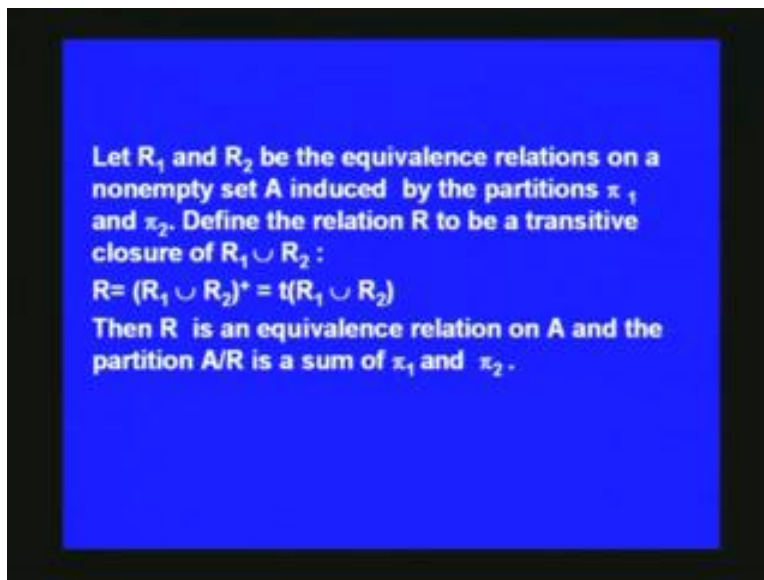 Let R₁ and R₂ be the equivalence relations on a
nonempty set A induced by the partitions π ₁
and π₂. Define the relation R to be a transitive
closure of R₁ ∪ R₂ :
R= (R₁ ∪ R₂)⁺ = t(R₁ ∪ R₂)
Then R is an equivalence relation on A and the
partition A/R is a sum of π₁ and π₂ .